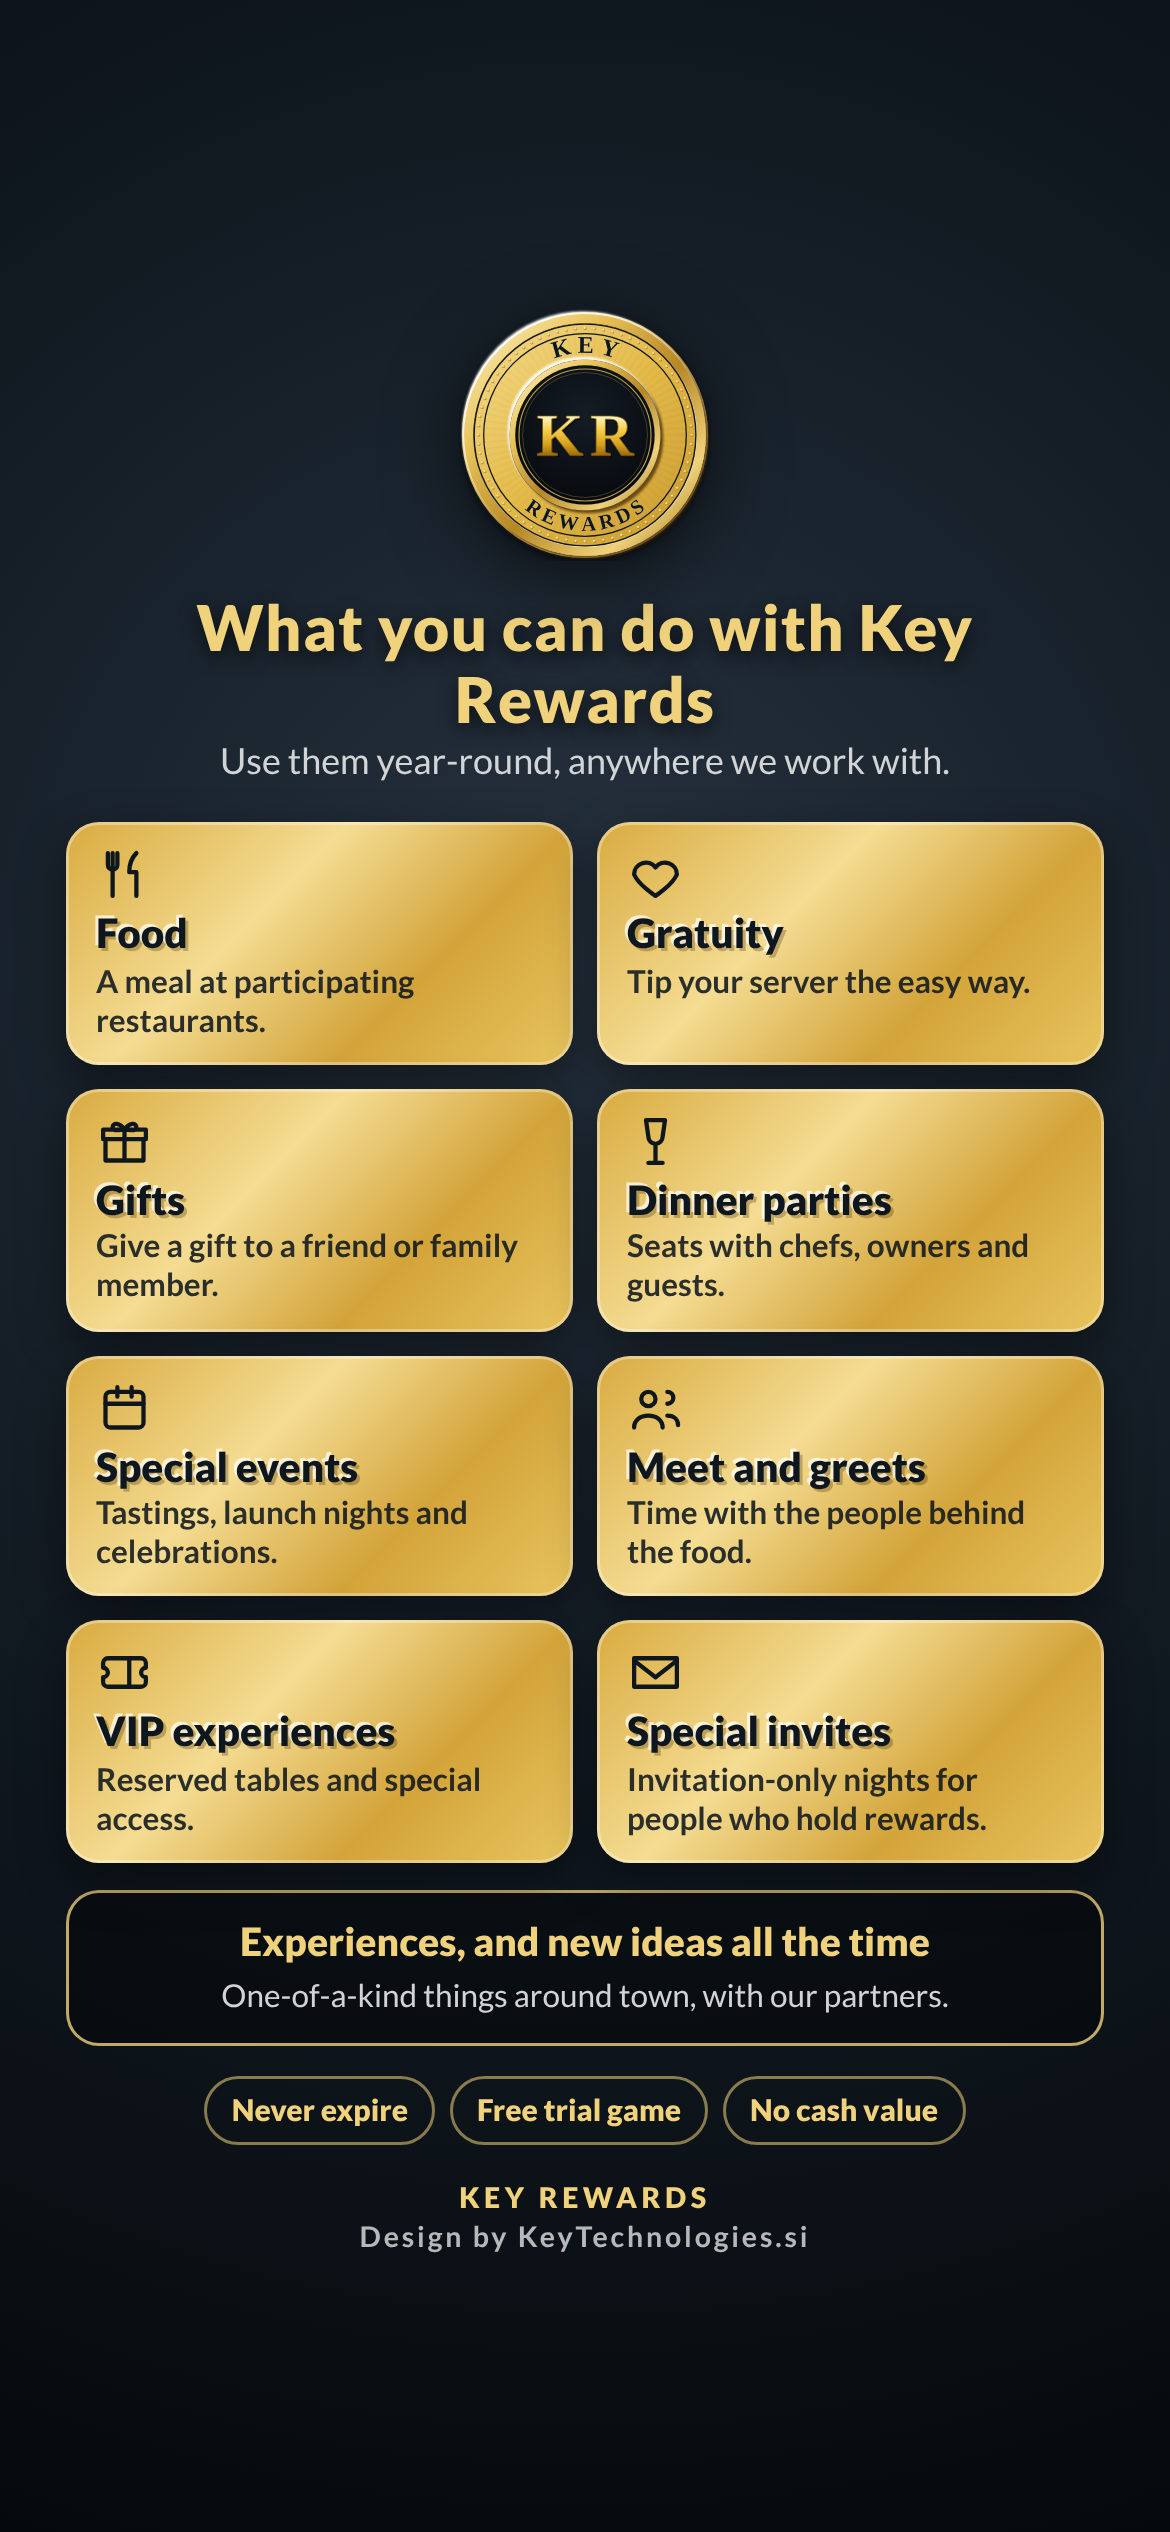 KEY
KR
REWARDS
What you can do with Key
Rewards
Use them year-round, anywhere we work with.
Food
A meal at participating
restaurants.
Gratuity
Tip your server the easy way.
Gifts
Give a gift to a friend or family
member.
Dinner parties
Seats with chefs, owners and
guests.
Special events
Tastings, launch nights and
celebrations.
Meet and greets
Time with the people behind
the food.
VIP experiences
Reserved tables and special
access.
Special invites
Invitation-only nights for
people who hold rewards.
Experiences, and new ideas all the time
One-of-a-kind things around town, with our partners.
Never expire
Free trial game
No cash value
KEY REWARDS
Design by KeyTechnologies.si